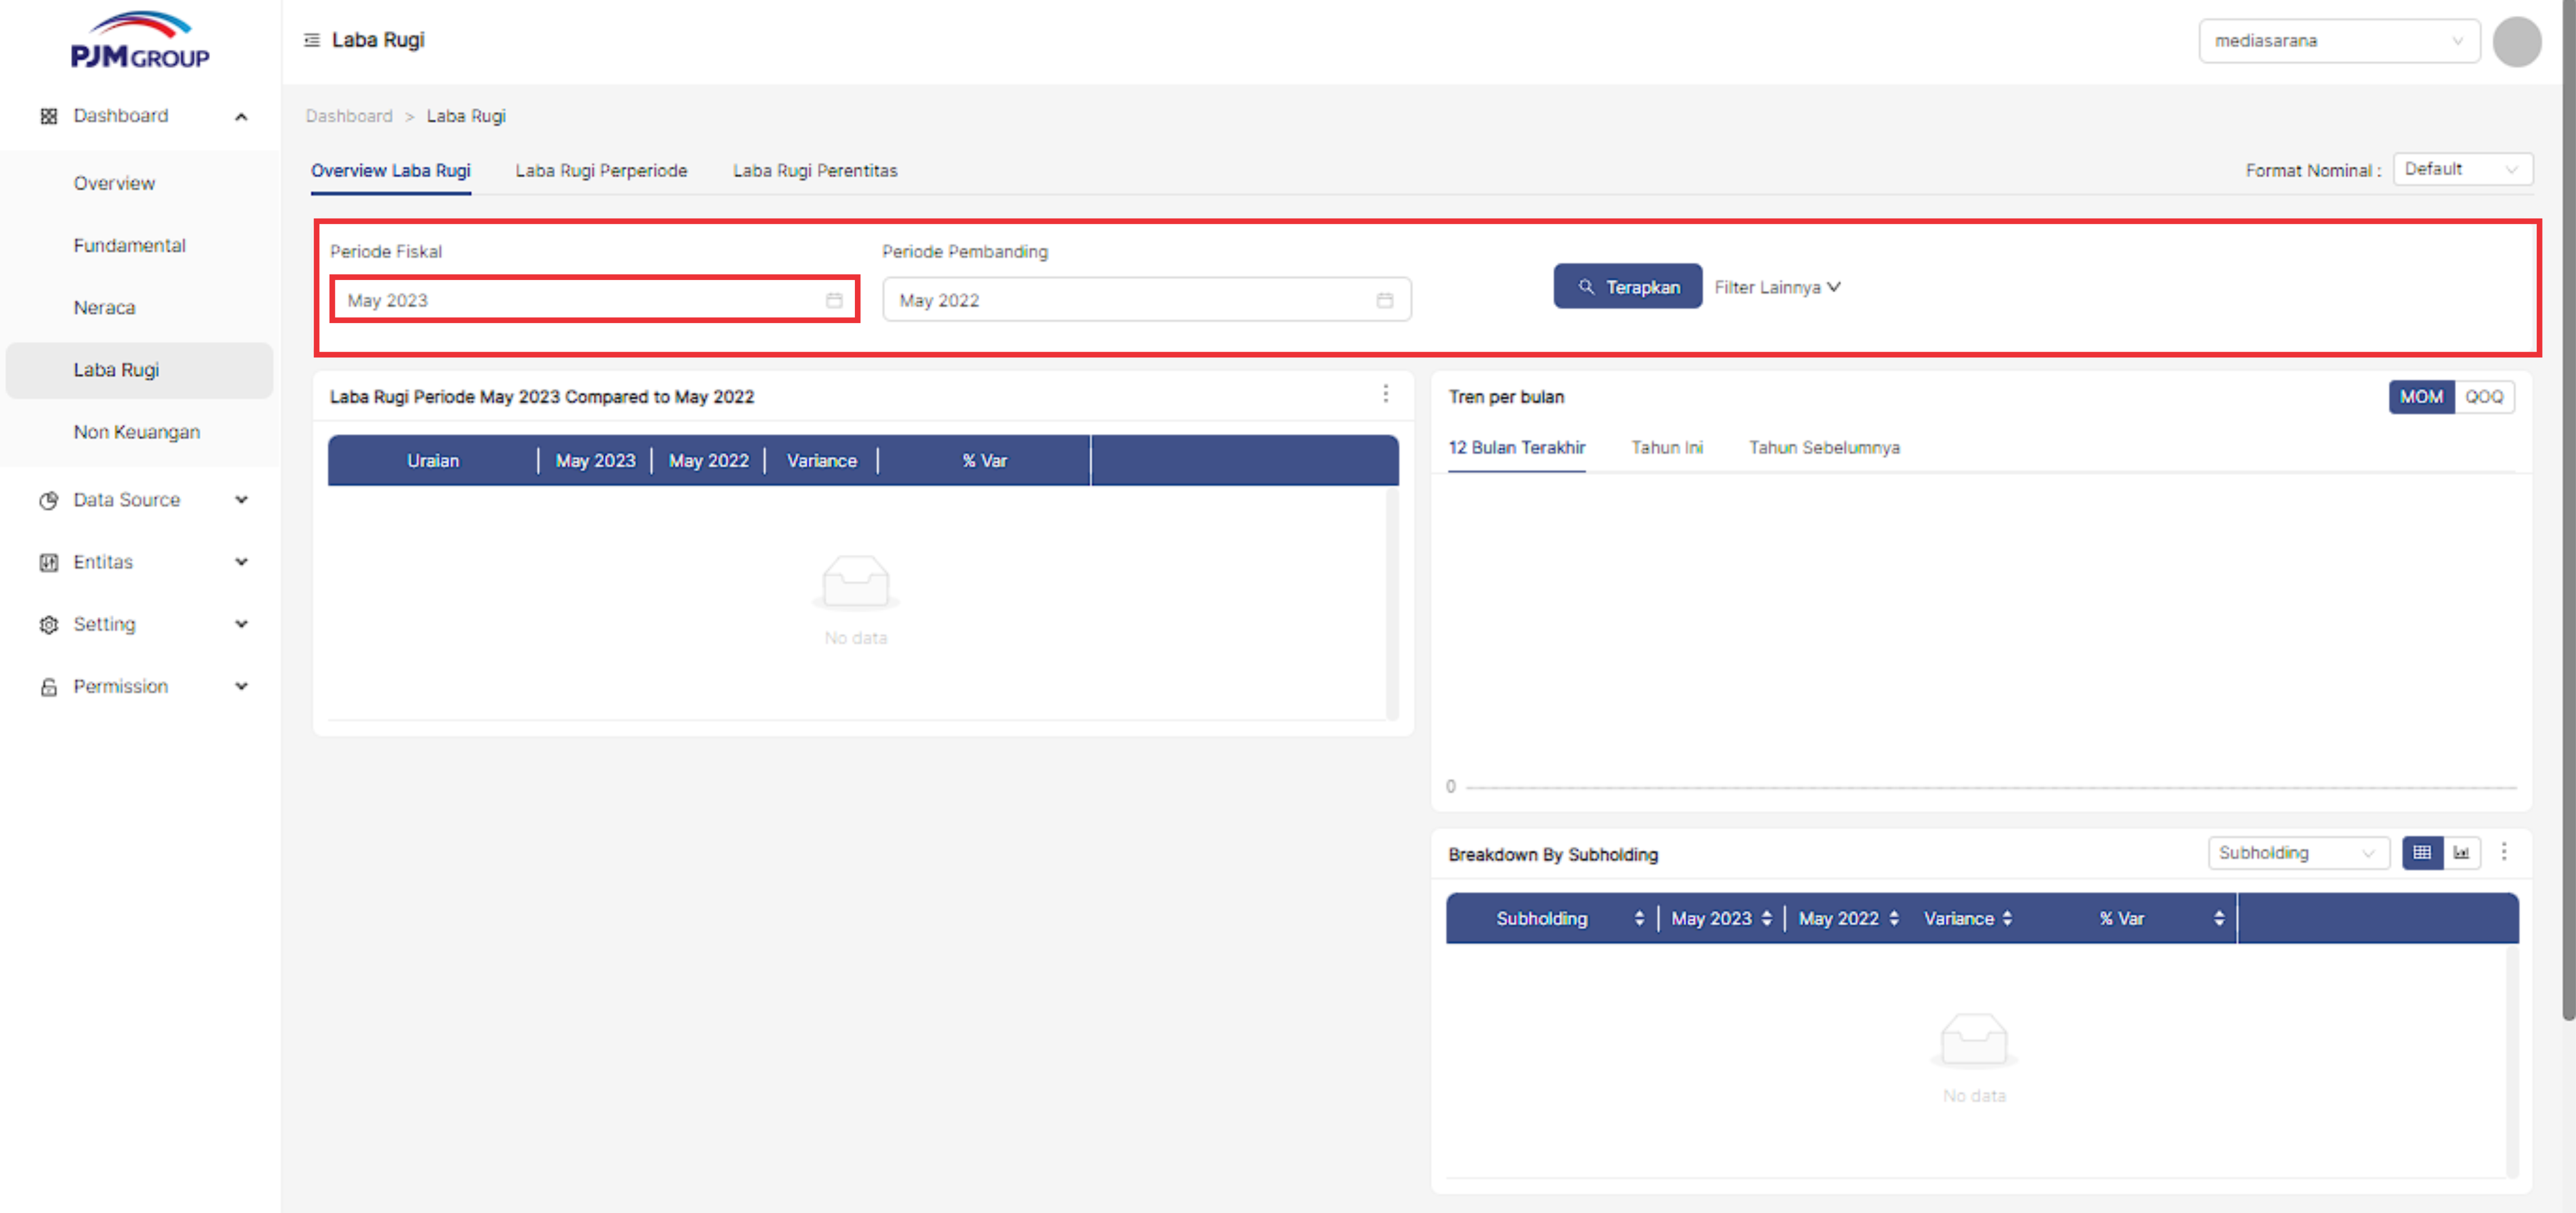 PJM GROUP
Laba Rugi
mediasarana
Dashboard
Overview
Fundamental
Neraca
Laba Rugi
Non Keuangan
Data Source
Entitas
Setting
Permission
Dashboard > Laba Rugi
Overview Laba Rugi Laba Rugi Perperiode Laba Rugi Perentitas
Format Nominal : Default
Periode Fiskal Periode Pembanding
May 2023 May 2022 Terapkan Filter Lainnya
Laba Rugi Periode May 2023 Compared to May 2022
Uraian May 2023 May 2022 Variance % Var
No data
Tren per bulan MOM QOQ
12 Bulan Terakhir Tahun Ini Tahun Sebelumnya
0
Breakdown By Subholding Subholding
Subholding May 2023 May 2022 Variance % Var
No data